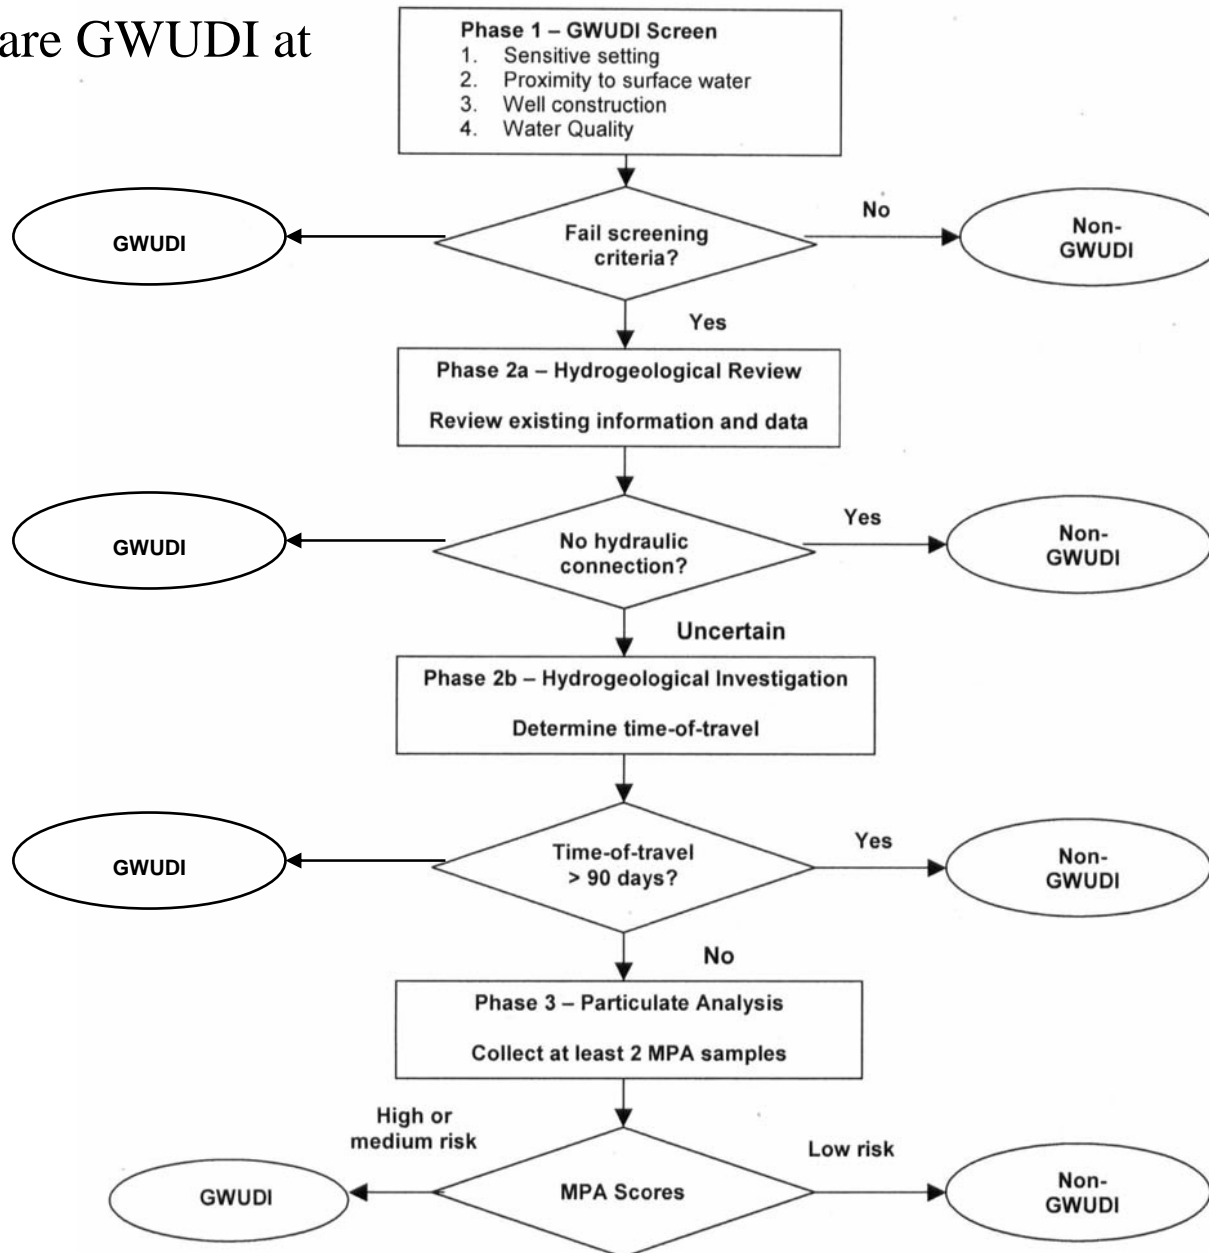 are GWUDI at
Phase 1 – GWUDI Screen
1. Sensitive setting
2. Proximity to surface water
3. Well construction
4. Water Quality
GWUDI
Fail screening
criteria?
No
Non-
GWUDI
Yes
Phase 2a – Hydrogeological Review
Review existing information and data
GWUDI
No hydraulic
connection?
Yes
Non-
GWUDI
Uncertain
Phase 2b – Hydrogeological Investigation
Determine time-of-travel
GWUDI
Time-of-travel
> 90 days?
Yes
Non-
GWUDI
No
Phase 3 – Particulate Analysis
Collect at least 2 MPA samples
High or
medium risk
GWUDI
MPA Scores
Low risk
Non-
GWUDI